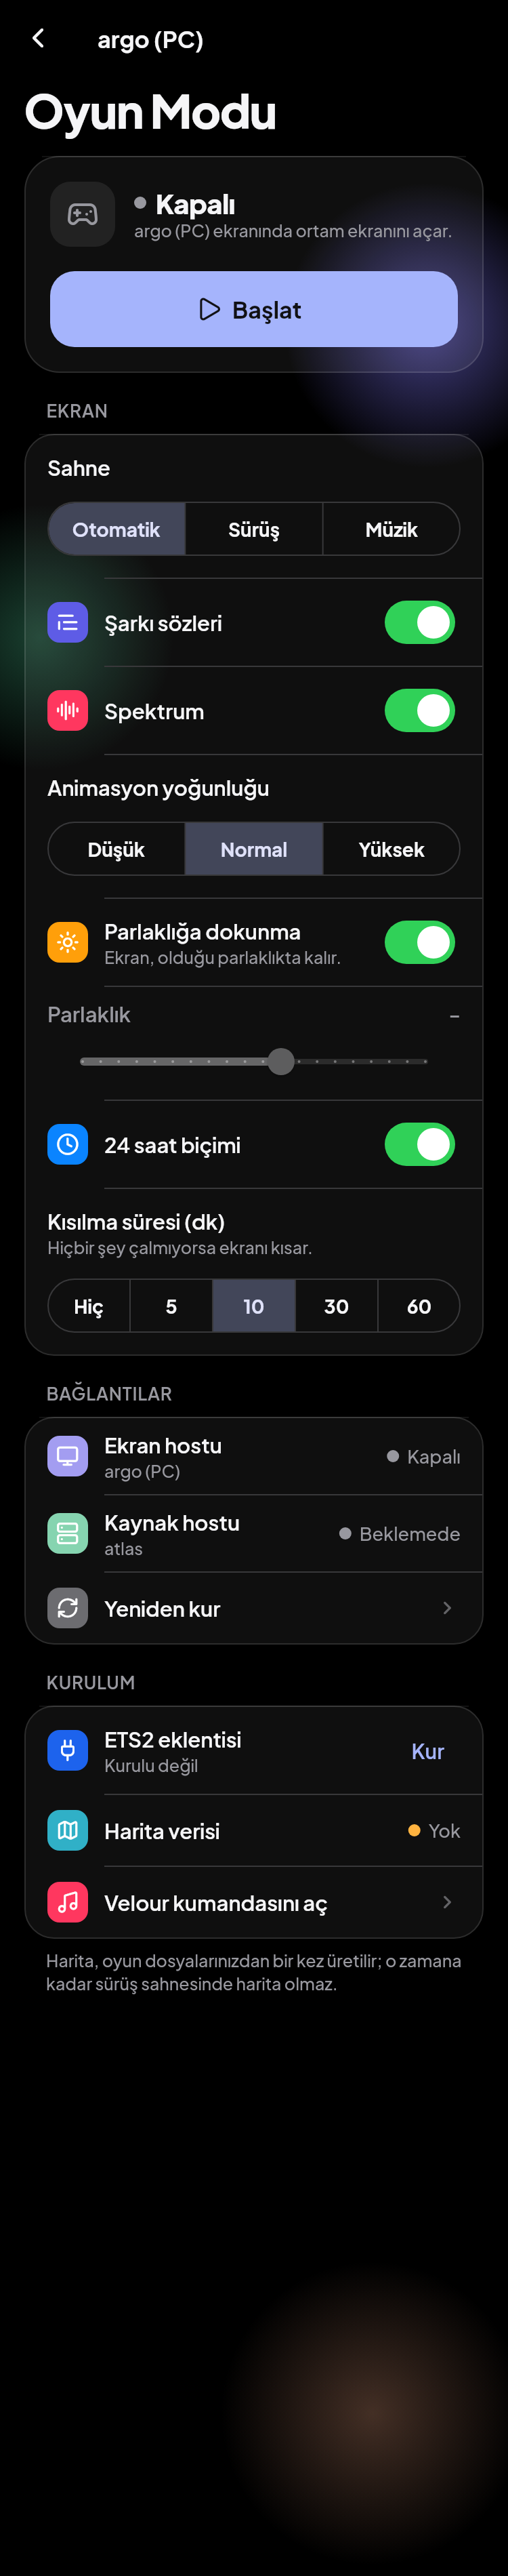 argo (PC)
Oyun Modu
Kapalı
argo (PC) ekranında ortam ekranını açar.
Başlat
EKRAN
Sahne
Otomatik
Sürüş
Müzik
Şarkı sözleri
Spektrum
Animasyon yoğunluğu
Düşük
Normal
Yüksek
Parlaklığa dokunma
Ekran, olduğu parlaklıkta kalır.
Parlaklık
–
24 saat biçimi
Kısılma süresi (dk)
Hiçbir şey çalmıyorsa ekranı kısar.
Hiç
5
10
30
60
BAĞLANTILAR
Ekran hostu
argo (PC)
Kapalı
Kaynak hostu
atlas
Beklemede
Yeniden kur
KURULUM
ETS2 eklentisi
Kurulu değil
Kur
Harita verisi
Yok
Velour kumandasını aç
Harita, oyun dosyalarınızdan bir kez üretilir; o zamana
kadar sürüş sahnesinde harita olmaz.